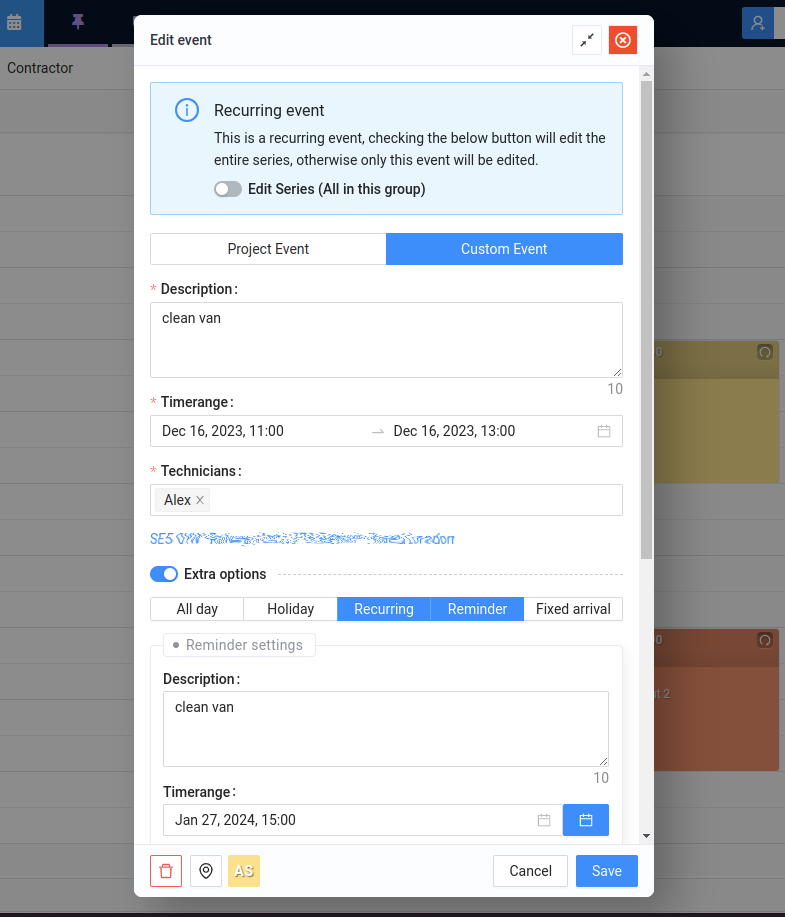 Contractor
Edit event
Recurring event
This is a recurring event, checking the below button will edit the
entire series, otherwise only this event will be edited.
Edit Series (All in this group)
Project Event
Custom Event
* Description:
clean van
10
* Timerange:
Dec 16, 2023, 11:00 → Dec 16, 2023, 13:00
* Technicians:
Alex
Extra options
All day Holiday Recurring Reminder Fixed arrival
Reminder settings
Description:
clean van
10
Timerange:
Jan 27, 2024, 15:00
AS
Cancel
Save